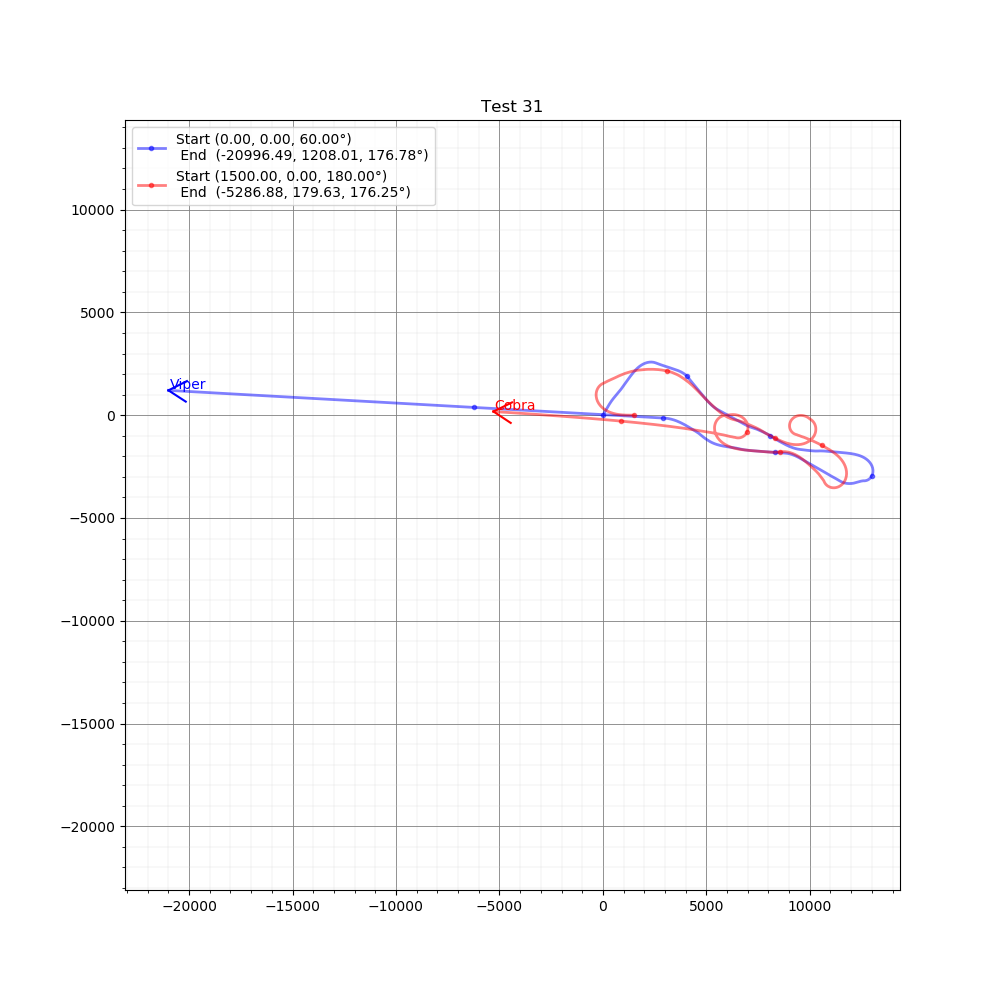 Test 31
Start (0.00, 0.00, 60.00°)
End (-20996.49, 1208.01, 176.78°)
Start (1500.00, 0.00, 180.00°)
End (-5286.88, 179.63, 176.25°)
10000
5000
0
−5000
−10000
−15000
−20000
Viper
Cobra
−20000 −15000 −10000 −5000 0 5000 10000